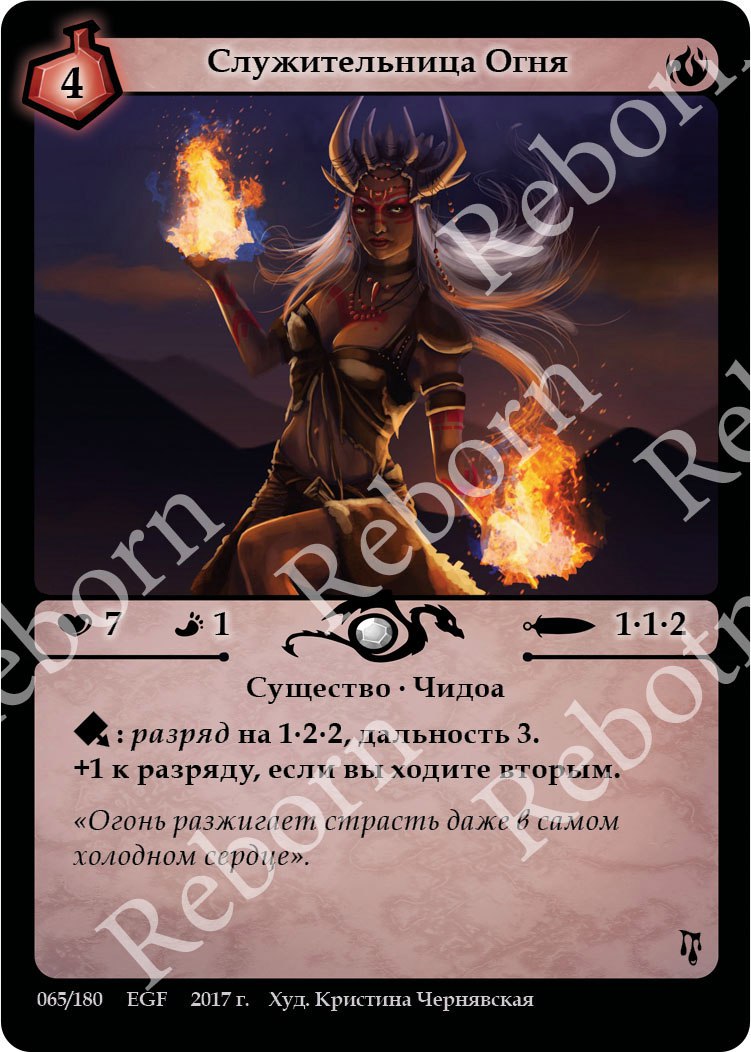 4
Служительница Огня
7 1 1·1·2
Существо · Чидоа
: разряд на 1·2·2, дальность 3.
+1 к разряду, если вы ходите вторым.
«Огонь разжигает страсть даже в самом
холодном сердце».
065/180 EGF 2017 г. Худ. Кристина Чернявская
Reborn
Reborn
Reborn
Reborn
Reborn